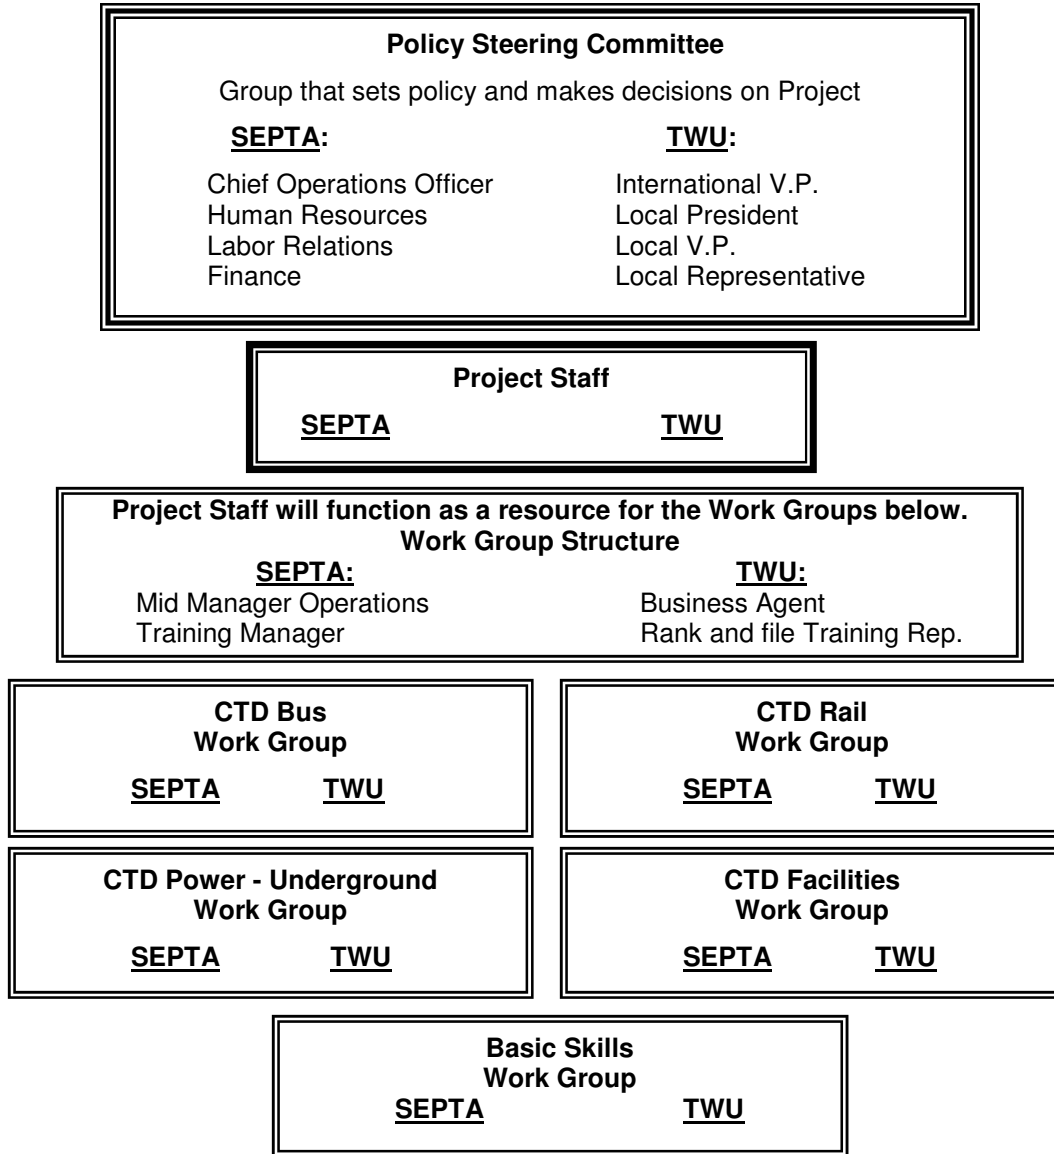 Policy Steering Committee
Group that sets policy and makes decisions on Project
SEPTA: TWU:
Chief Operations Officer International V.P.
Human Resources Local President
Labor Relations Local V.P.
Finance Local Representative
Project Staff
SEPTA TWU
Project Staff will function as a resource for the Work Groups below.
Work Group Structure
SEPTA: TWU:
Mid Manager Operations Business Agent
Training Manager Rank and file Training Rep.
CTD Bus
Work Group
SEPTA TWU
CTD Rail
Work Group
SEPTA TWU
CTD Power - Underground
Work Group
SEPTA TWU
CTD Facilities
Work Group
SEPTA TWU
Basic Skills
Work Group
SEPTA TWU